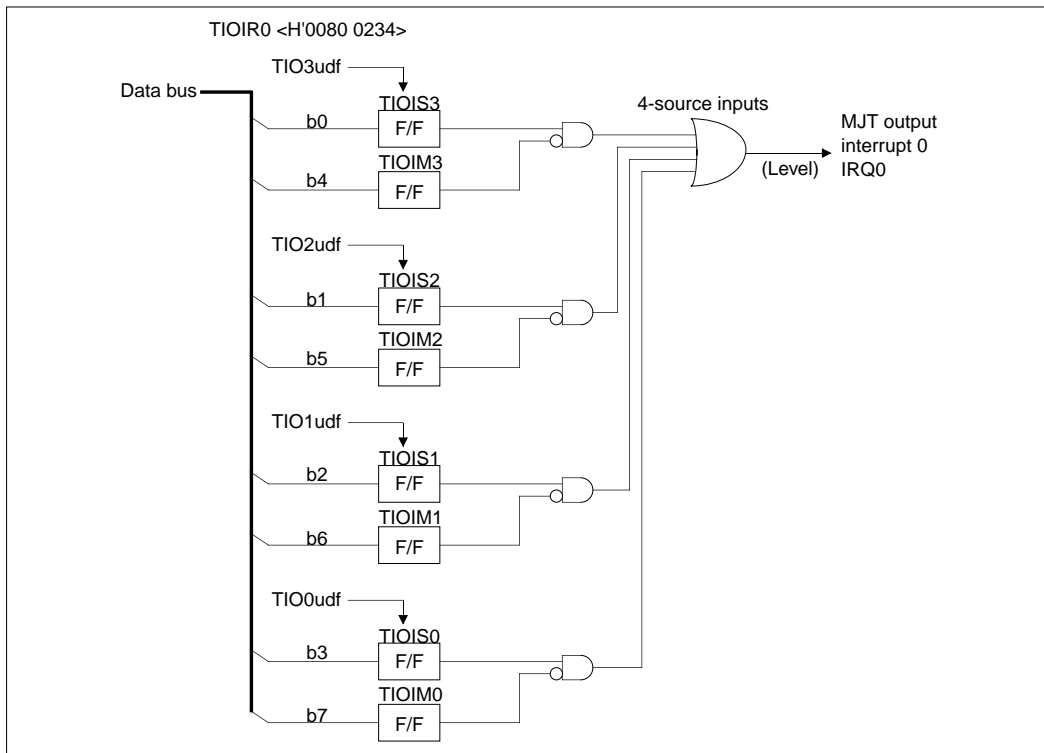 TIOIR0 <H'0080 0234>
TIO3udf
Data bus
TIOIS3
b0
F/F
TIOIM3
b4
F/F
4-source inputs
MJT output
interrupt 0
IRQ0
(Level)
TIO2udf
TIOIS2
b1
F/F
TIOIM2
b5
F/F
TIO1udf
TIOIS1
b2
F/F
TIOIM1
b6
F/F
TIO0udf
TIOIS0
b3
F/F
TIOIM0
b7
F/F